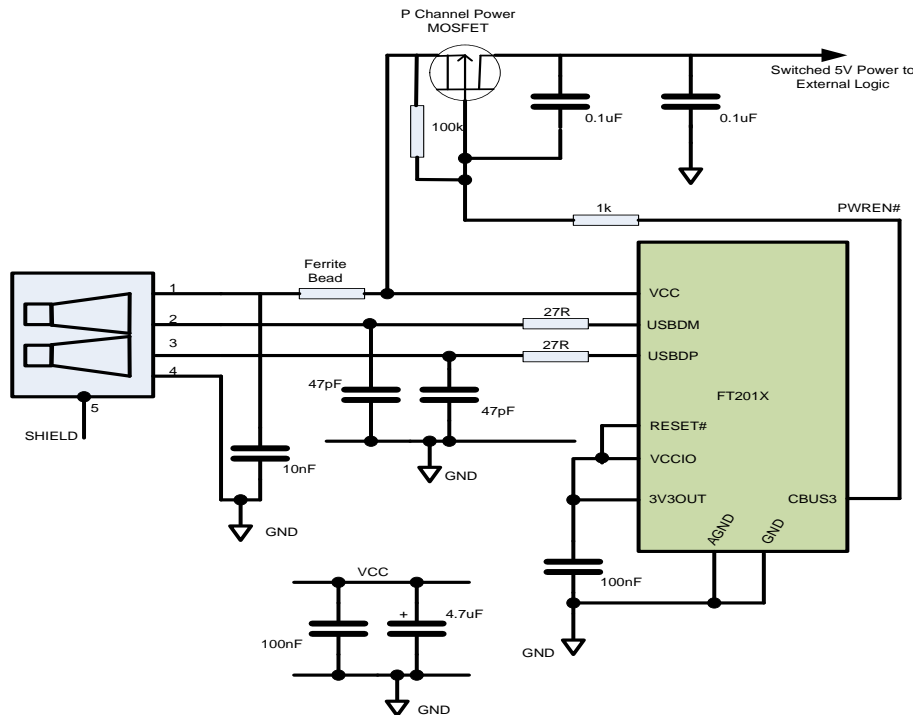 P Channel Power
MOSFET
Switched 5V Power to
External Logic
0.1uF
0.1uF
100k
1k
PWREN#
Ferrite
Bead
1
VCC
2
27R
USBDM
3
27R
USBDP
4
47pF
47pF
FT201X
5
SHIELD
RESET#
10nF
GND
VCCIO
GND
3V3OUT
CBUS3
AGND
GND
100nF
VCC
100nF
+
4.7uF
GND
GND